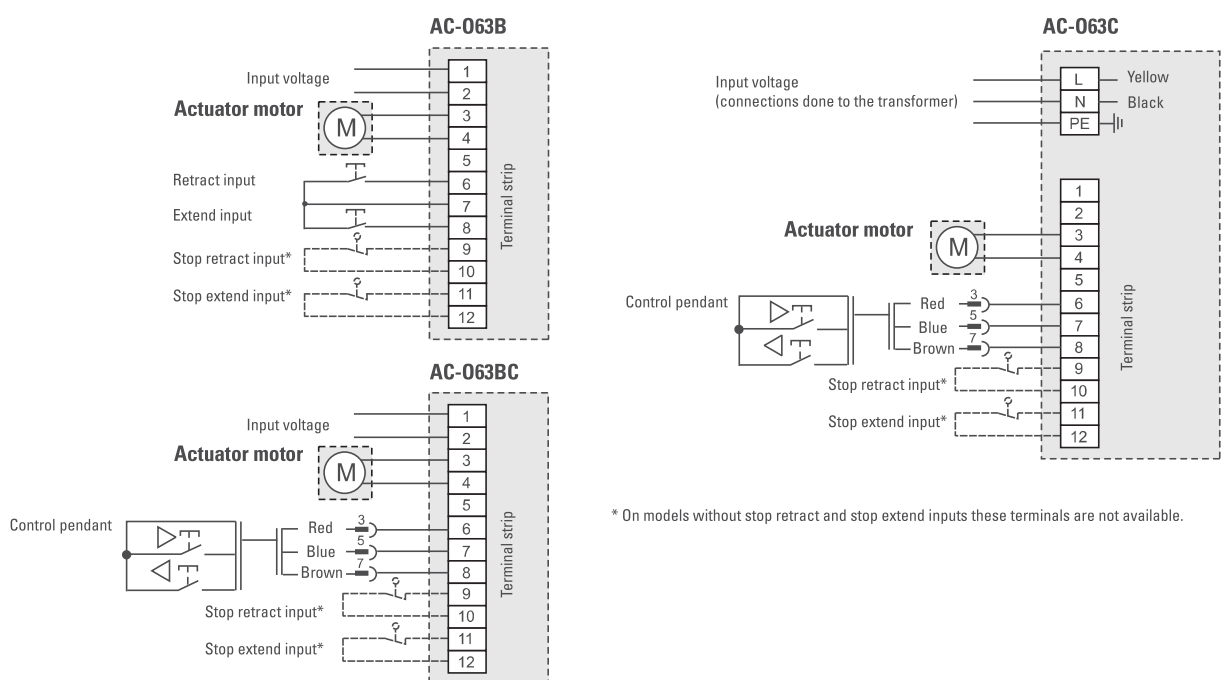 AC-O63B
Input voltage
Actuator motor
M
Retract input
Extend input
Stop retract input*
Stop extend input*
1
2
3
4
5
6
7
8
9
10
11
12
Terminal strip
AC-O63BC
Input voltage
Actuator motor
M
Control pendant
Red
3
Blue
5
Brown
7
Stop retract input*
Stop extend input*
1
2
3
4
5
6
7
8
9
10
11
12
Terminal strip
AC-O63C
Input voltage
(connections done to the transformer)
L
Yellow
N
Black
PE
Actuator motor
M
Control pendant
Red
3
Blue
5
Brown
7
Stop retract input*
Stop extend input*
1
2
3
4
5
6
7
8
9
10
11
12
Terminal strip
* On models without stop retract and stop extend inputs these terminals are not available.